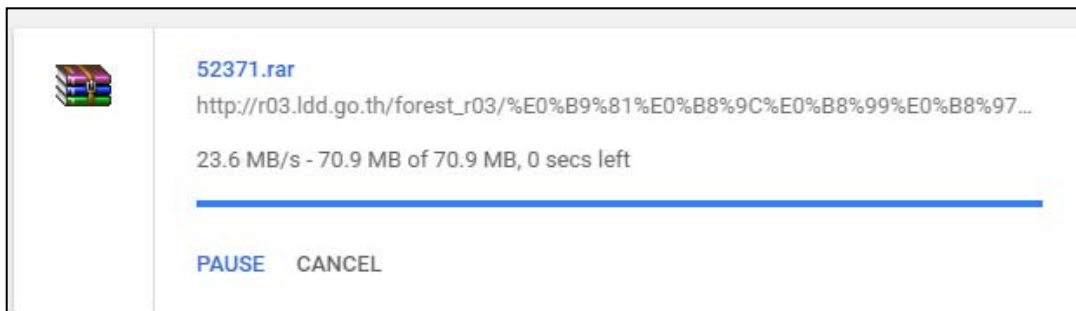 52371.rar
http://r03.ldd.go.th/forest_r03/%E0%B9%81%E0%B8%9C%E0%B8%99%E0%B8%97…
23.6 MB/s - 70.9 MB of 70.9 MB, 0 secs left
PAUSE CANCEL